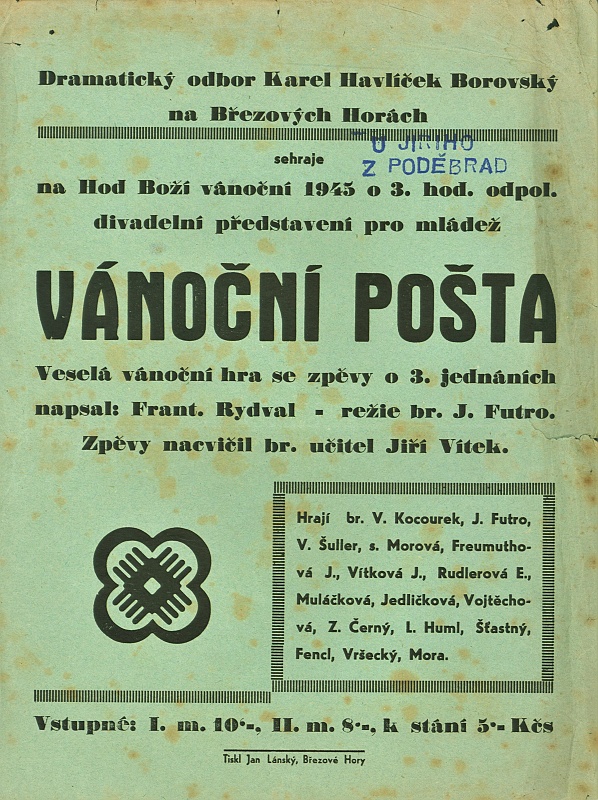 Dramatický odbor Karel Havlíček Borovský
na Březových Horách
U JIŘÍHO
Z PODĚBRAD
sehraje
na Hod Boží vánoční 1945 o 3. hod. odpol.
divadelní představení pro mládež
VÁNOČNÍ POŠTA
Veselá vánoční hra se zpěvy o 3. jednáních
napsal: Frant. Rydval - režie br. J. Futro.
Zpěvy nacvičil br. učitel Jiří Vítek.
Hrají br. V. Kocourek, J. Futro,
V. Šuller, s. Morová, Freumutho-
vá J., Vítková J., Rudlerová E.,
Muláčková, Jedličková, Vojtěcho-
vá, Z. Černý, L. Huml, Šťastný,
Fencl, Vršecký, Mora.
Vstupné: I. m. 10·-, II. m. 8·-, k stání 5·- Kčs
Tiskl Jan Lánský, Březové Hory